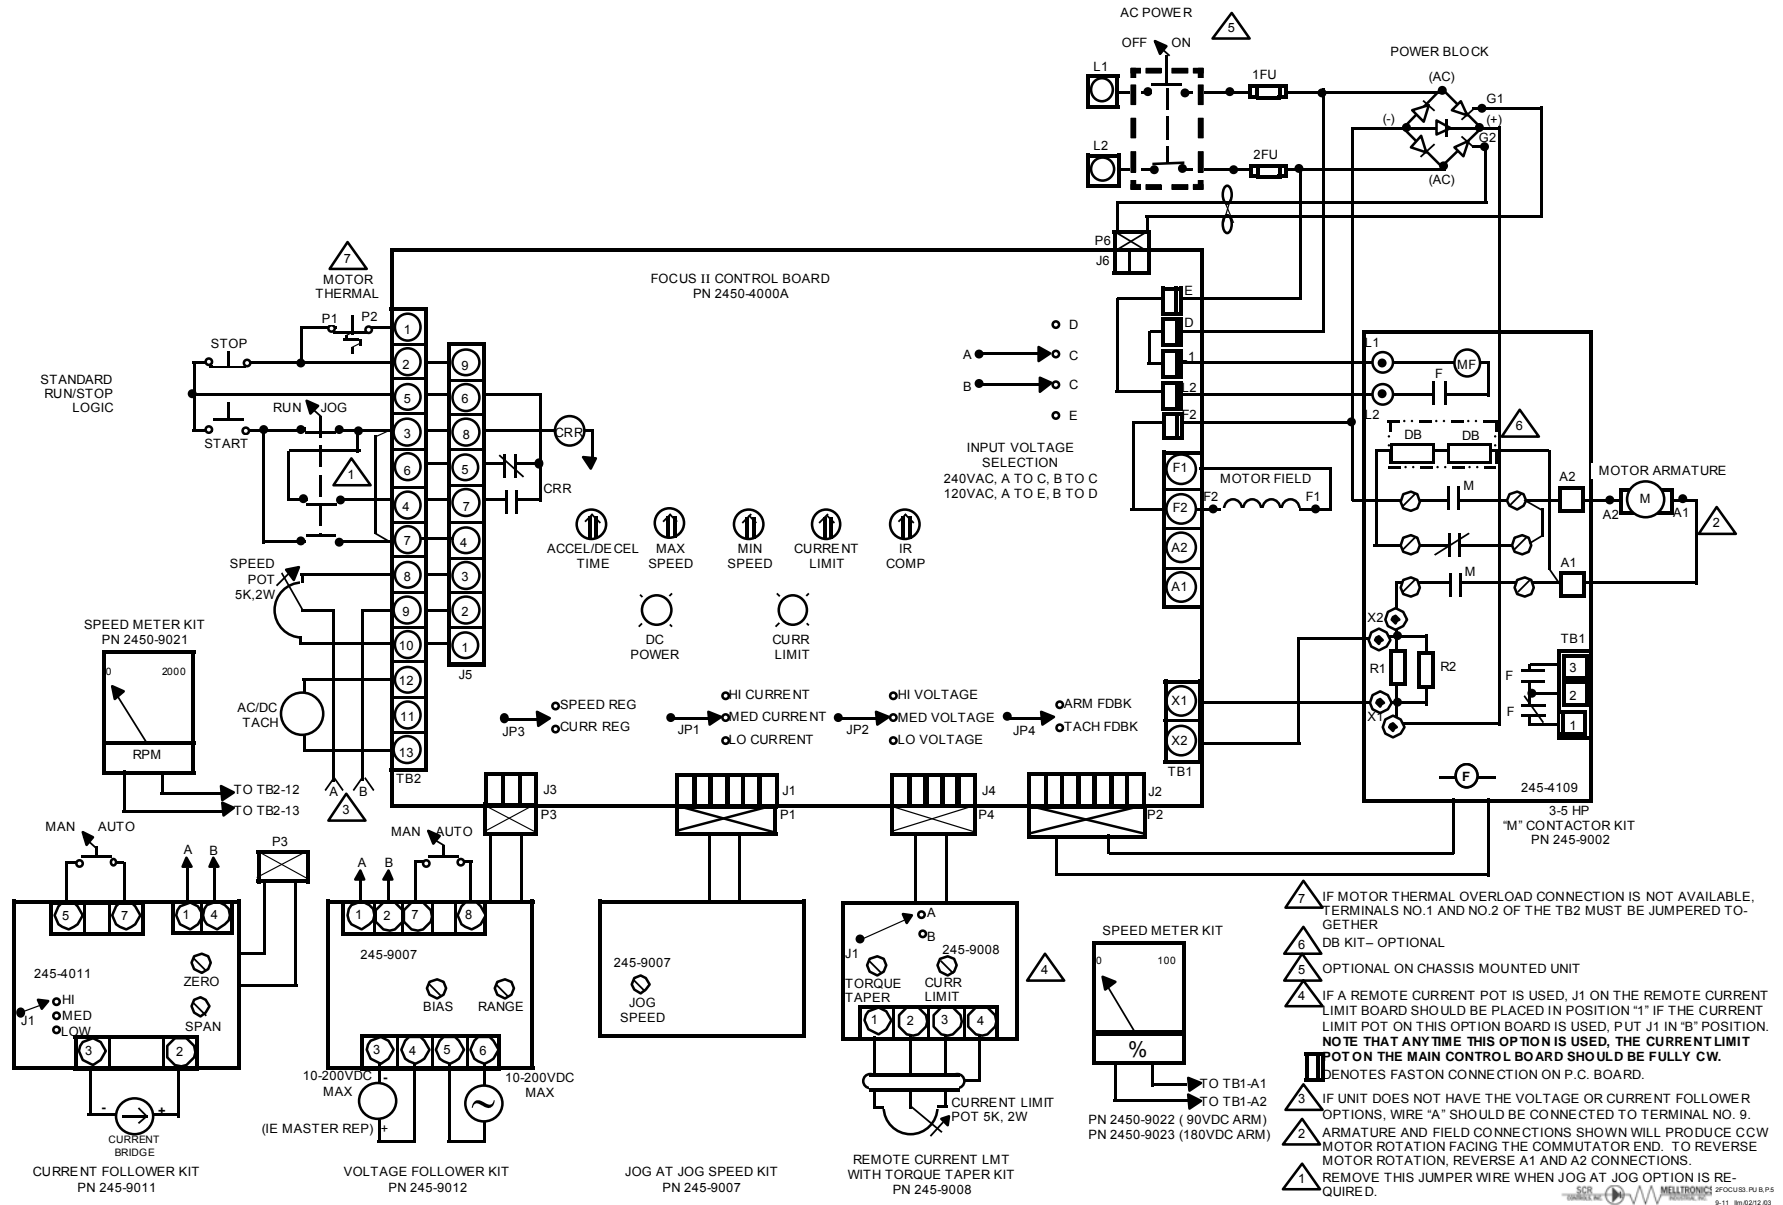 AC POWER
5
OFF ON
POWER BLOCK
L1
1FU
(AC)
G1
(-)
(+)
G2
L2
2FU
(AC)
P6
J6
7
MOTOR
THERMAL
P1 P2
FOCUS II CONTROL BOARD
PN 2450-4000A
STOP
STANDARD
RUN/STOP
LOGIC
RUN JOG
START
1
1
2
5
3
6
4
7
8
9
10
12
11
13
TB2
9
6
8
5
7
4
3
2
1
J5
CRR
CRR
D
A C
B C
E
INPUT VOLTAGE
SELECTION
240VAC, A TO C, B TO C
120VAC, A TO E, B TO D
E
D
L1
L2
F2
F1
F2
A2
A1
MOTOR FIELD
F2 F1
L1
MF
F
L2
6
DB DB
MOTOR ARMATURE
M
A2
M
A2 A1
2
A1
M
X2
R1 R2
X1
TB1
3
2
1
F
F
F
245-4109
3-5 HP
“M” CONTACTOR KIT
PN 245-9002
ACCEL/DECEL
TIME
MAX
SPEED
MIN
SPEED
CURRENT
LIMIT
IR
COMP
DC
POWER
CURR
LIMIT
SPEED
POT
5K,2W
SPEED METER KIT
PN 2450-9021
0 2000
RPM
AC/DC
TACH
TO TB2-12
TO TB2-13
A B
3
JP3
SPEED REG
CURR REG
JP1
HI CURRENT
MED CURRENT
LO CURRENT
JP2
HI VOLTAGE
MED VOLTAGE
LO VOLTAGE
JP4
ARM FDBK
TACH FDBK
X1
X2
TB1
J3
P3
J1
P1
J4
P4
J2
P2
MAN AUTO
A B
P3
5 7 1 4
245-4011
ZERO
SPAN
J1
HI
MED
LOW
3 2
- +
CURRENT
BRIDGE
CURRENT FOLLOWER KIT
PN 245-9011
MAN AUTO
A B
1 2 7 8
245-9007
BIAS RANGE
3 4 5 6
10-200VDC
MAX
-
+
(IE MASTER REP)
10-200VDC
MAX
VOLTAGE FOLLOWER KIT
PN 245-9012
245-9007
JOG
SPEED
JOG AT JOG SPEED KIT
PN 245-9007
A
B
J1
245-9008
TORQUE
TAPER
CURR
LIMIT
1 2 3 4
4
CURRENT LIMIT
POT 5K, 2W
REMOTE CURRENT LMT
WITH TORQUE TAPER KIT
PN 245-9008
SPEED METER KIT
0 100
%
TO TB1-A1
TO TB1-A2
PN 2450-9022 ( 90VDC ARM)
PN 2450-9023 (180VDC ARM)
7 IF MOTOR THERMAL OVERLOAD CONNECTION IS NOT AVAILABLE,
TERMINALS NO.1 AND NO.2 OF THE TB2 MUST BE JUMPERED TO-
GETHER
6 DB KIT– OPTIONAL
5 OPTIONAL ON CHASSIS MOUNTED UNIT
4 IF A REMOTE CURRENT POT IS USED, J1 ON THE REMOTE CURRENT
LIMIT BOARD SHOULD BE PLACED IN POSITION “1” IF THE CURRENT
LIMIT POT ON THIS OPTION BOARD IS USED, PUT J1 IN “B” POSITION.
NOTE THAT ANYTIME THIS OPTION IS USED, THE CURRENT LIMIT
POT ON THE MAIN CONTROL BOARD SHOULD BE FULLY CW.
DENOTES FASTON CONNECTION ON P.C. BOARD.
3 IF UNIT DOES NOT HAVE THE VOLTAGE OR CURRENT FOLLOWER
OPTIONS, WIRE “A” SHOULD BE CONNECTED TO TERMINAL NO. 9.
2 ARMATURE AND FIELD CONNECTIONS SHOWN WILL PRODUCE CCW
MOTOR ROTATION FACING THE COMMUTATOR END. TO REVERSE
MOTOR ROTATION, REVERSE A1 AND A2 CONNECTIONS.
1 REMOVE THIS JUMPER WIRE WHEN JOG AT JOG OPTION IS RE-
QUIRED.
SCR
CONTROLS, INC.
MELLTRONICS
INDUSTRIAL, INC.
2FOCUS3.PUB,P5